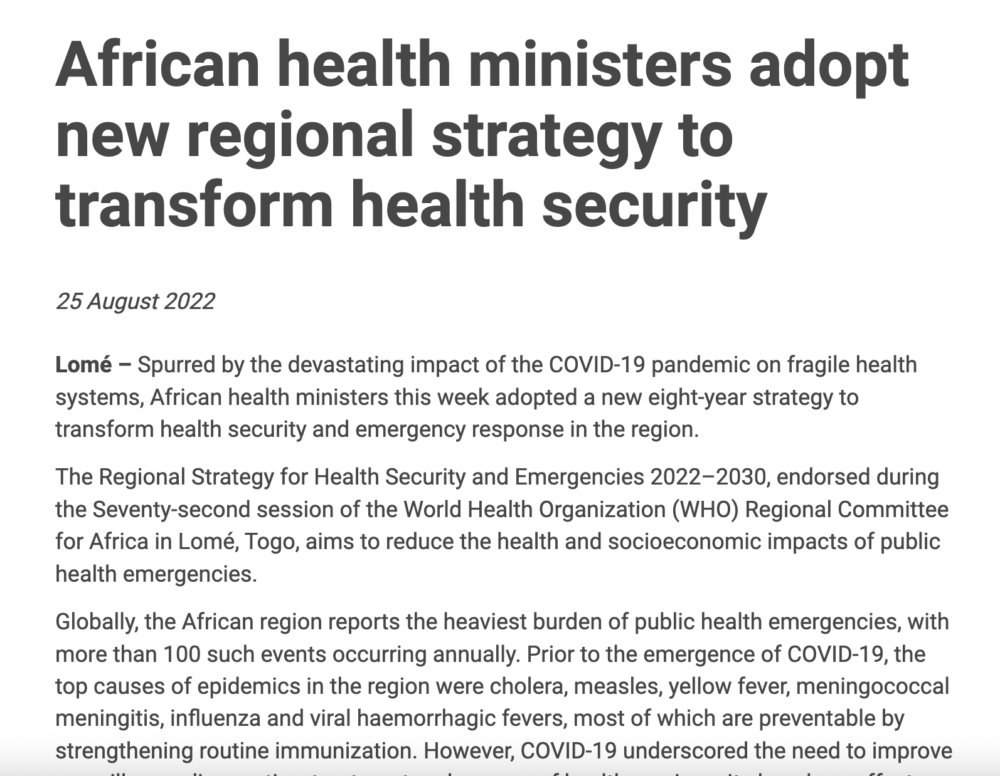 African health ministers adopt
new regional strategy to
transform health security
25 August 2022
Lomé – Spurred by the devastating impact of the COVID-19 pandemic on fragile health
systems, African health ministers this week adopted a new eight-year strategy to
transform health security and emergency response in the region.
The Regional Strategy for Health Security and Emergencies 2022–2030, endorsed during
the Seventy-second session of the World Health Organization (WHO) Regional Committee
for Africa in Lomé, Togo, aims to reduce the health and socioeconomic impacts of public
health emergencies.
Globally, the African region reports the heaviest burden of public health emergencies, with
more than 100 such events occurring annually. Prior to the emergence of COVID-19, the
top causes of epidemics in the region were cholera, measles, yellow fever, meningococcal
meningitis, influenza and viral haemorrhagic fevers, most of which are preventable by
strengthening routine immunization. However, COVID-19 underscored the need to improve